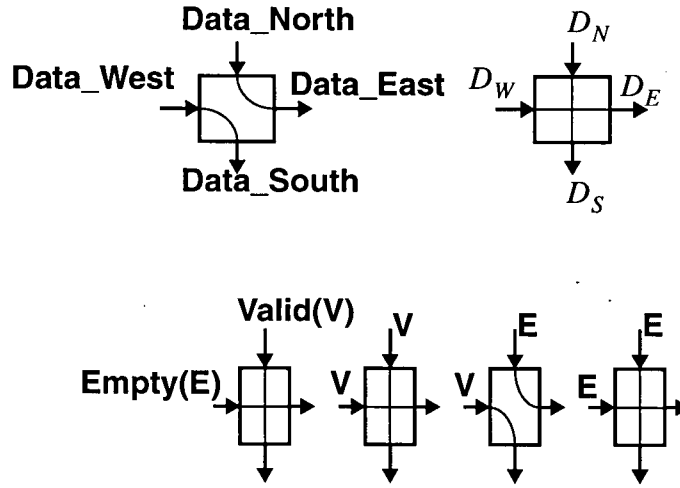 Data_North
D_N
Data_West
Data_East
D_W
D_E
Data_South
D_S
Valid(V)
V
E
E
Empty(E)
V
V
E